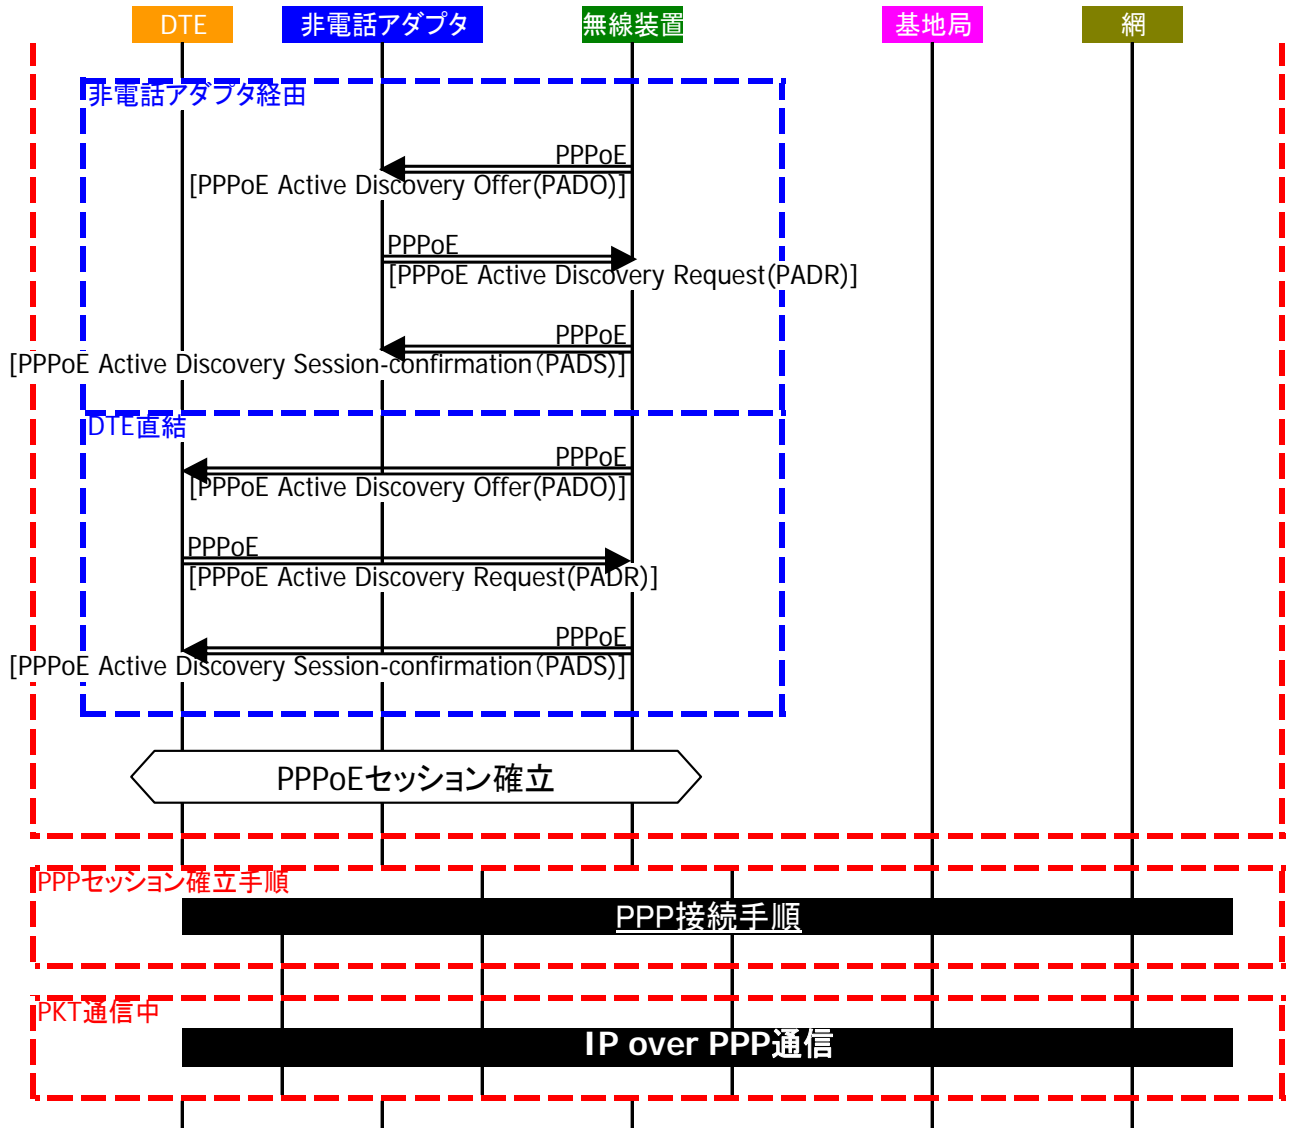 DTE 非電話アダプタ 無線装置 基地局 網
非電話アダプタ経由
PPPoE
[PPPoE Active Discovery Offer(PADO)]
PPPoE
[PPPoE Active Discovery Request(PADR)]
PPPoE
[PPPoE Active Discovery Session-confirmation(PADS)]
DTE直結
PPPoE
[PPPoE Active Discovery Offer(PADO)]
PPPoE
[PPPoE Active Discovery Request(PADR)]
PPPoE
[PPPoE Active Discovery Session-confirmation(PADS)]
PPPoEセッション確立
PPPセッション確立手順
PPP接続手順
PKT通信中
IP over PPP通信